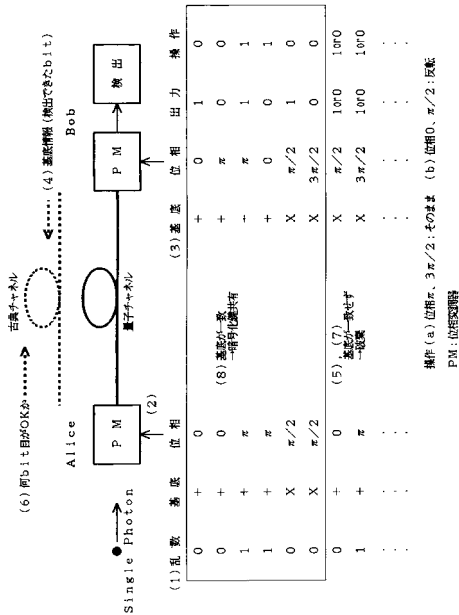 古典チャネル
(6) 何bit目がOKか
(4) 基底情報(検出できたbit)
Alice
Bob
Single Photon
PM
量子チャネル
PM
検出
(2)
(1) 乱数 基底 位相 (3) 基底 位相 出力 操作
0 + 0 + 0 1 0
0 + 0 + π 0 0
(8) 基底が一致
→暗号化鍵共有
1 + π + π 1 1
1 + π + 0 0 1
0 X π/2 X π/2 1 0
0 X π/2 X 3π/2 0 0
(5), (7)
基底が一致せず
→破棄
0 + 0 X π/2 1or0 1or0
1 + π X 3π/2 1or0 1or0
操作 (a) 位相π、3π/2:そのまま (b) 位相0、π/2:反転
PM:位相変調器